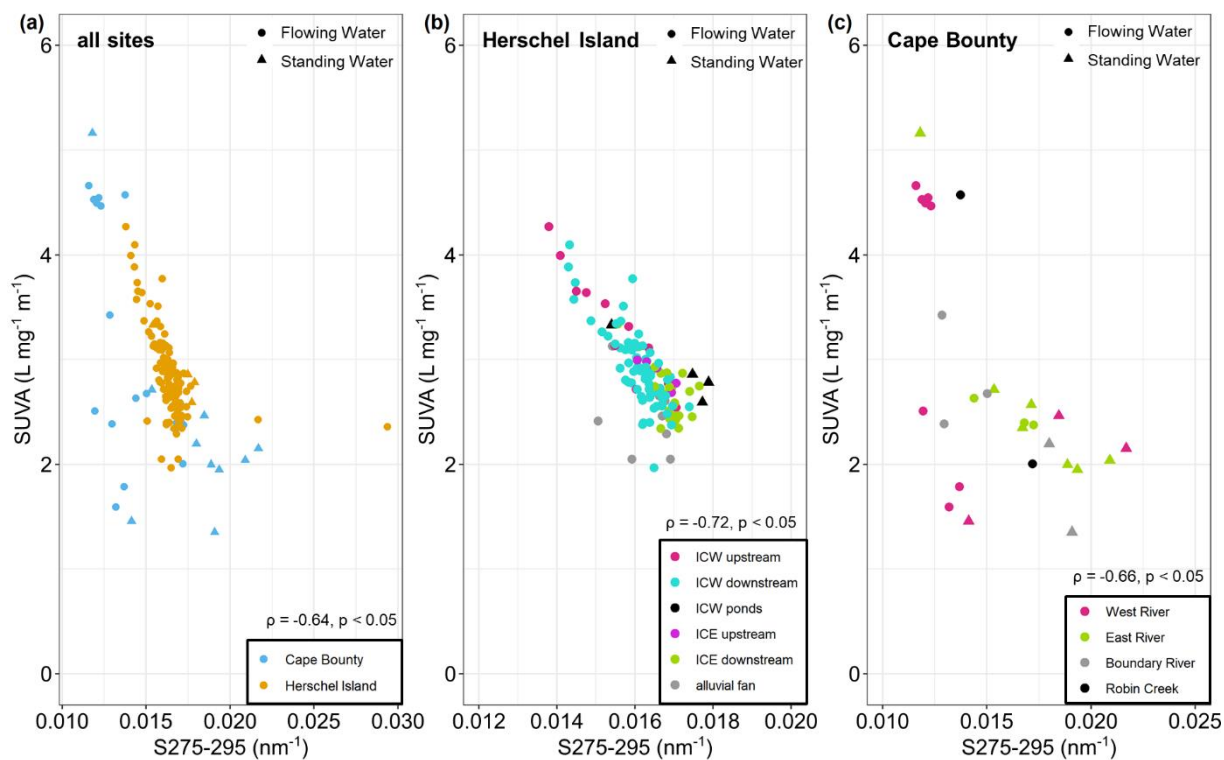 (a)
all sites
Flowing Water
Standing Water
SUVA (L mg⁻¹ m⁻¹)
6
4
2
0
ρ = -0.64, p < 0.05
Cape Bounty
Herschel Island
0.010 0.015 0.020 0.025 0.030
S275-295 (nm⁻¹)
(b)
Herschel Island
Flowing Water
Standing Water
SUVA (L mg⁻¹ m⁻¹)
6
4
2
0
ρ = -0.72, p < 0.05
ICW upstream
ICW downstream
ICW ponds
ICE upstream
ICE downstream
alluvial fan
0.012 0.014 0.016 0.018 0.020
S275-295 (nm⁻¹)
(c)
Cape Bounty
Flowing Water
Standing Water
SUVA (L mg⁻¹ m⁻¹)
6
4
2
0
ρ = -0.66, p < 0.05
West River
East River
Boundary River
Robin Creek
0.010 0.015 0.020 0.025
S275-295 (nm⁻¹)